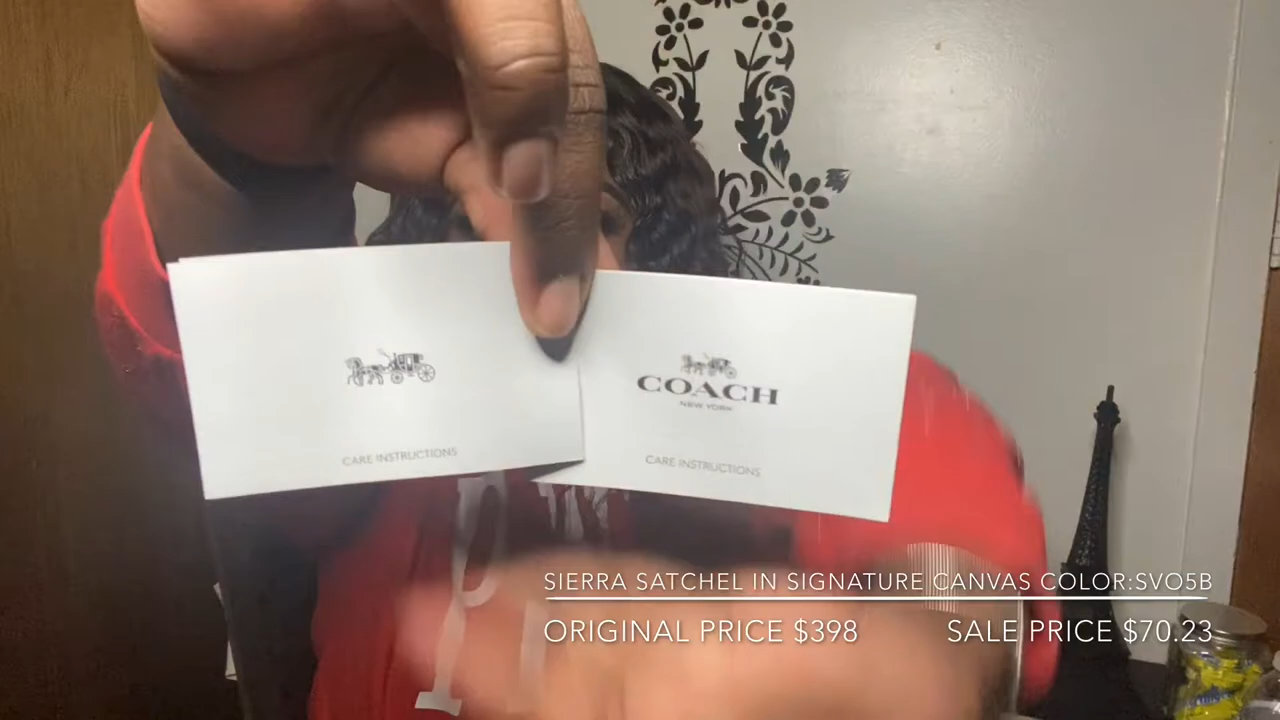 CARE INSTRUCTIONS
COACH
NEW YORK
CARE INSTRUCTIONS
SIERRA SATCHEL IN SIGNATURE CANVAS COLOR:SVO5B
ORIGINAL PRICE $398 SALE PRICE $70.23